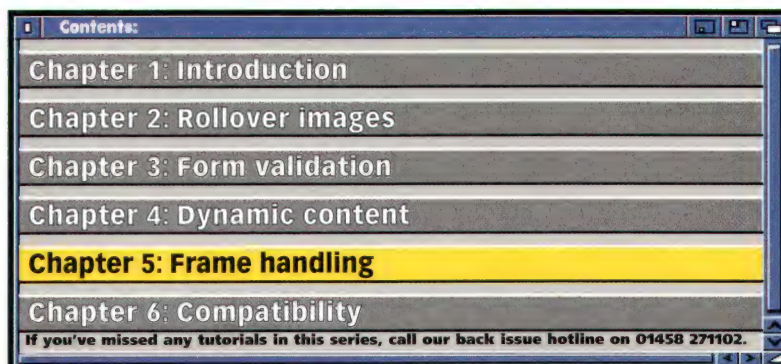 Contents:
Chapter 1: Introduction
Chapter 2: Rollover images
Chapter 3: Form validation
Chapter 4: Dynamic content
Chapter 5: Frame handling
Chapter 6: Compatibility
If you've missed any tutorials in this series, call our back issue hotline on 01458 271102.